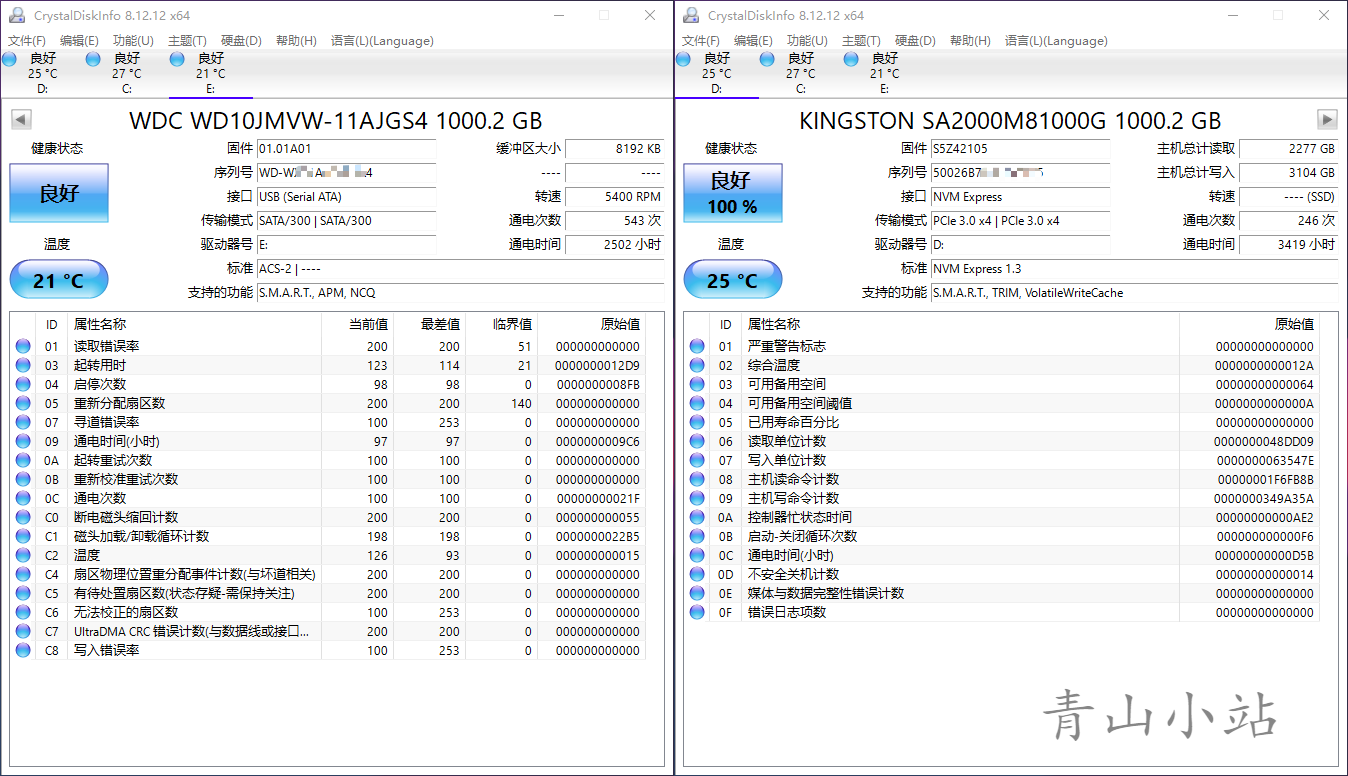 CrystalDiskInfo 8.12.12 x64
文件(F) 编辑(E) 功能(U) 主题(T) 硬盘(D) 帮助(H) 语言(L)(Language)
良好 良好 良好
25 °C 27 °C 21 °C
D: C: E:
WDC WD10JMVW-11AJGS4 1000.2 GB
健康状态 固件 01.01A01 缓冲区大小 8192 KB
良好 序列号 ---- ----
接口 USB (Serial ATA) 转速 5400 RPM
传输模式 SATA/300 | SATA/300 通电次数 543 次
温度 驱动器号 E: 通电时间 2502 小时
21 °C 标准 ACS-2 | ----
支持的功能 S.M.A.R.T., APM, NCQ
ID 属性名称 当前值 最差值 临界值 原始值
01 读取错误率 200 200 51 000000000000
03 起转用时 123 114 21 0000000012D9
04 启停次数 98 98 0 0000000008FB
05 重新分配扇区数 200 200 140 000000000000
07 寻道错误率 100 253 0 000000000000
09 通电时间(小时) 97 97 0 0000000009C6
0A 起转重试次数 100 100 0 000000000000
0B 重新校准重试次数 100 100 0 000000000000
0C 通电次数 100 100 0 00000000021F
C0 断电磁头缩回计数 200 200 0 000000000055
C1 磁头加载/卸载循环计数 198 198 0 0000000022B5
C2 温度 126 93 0 000000000015
C4 扇区物理位置重分配事件计数(与坏道相关) 200 200 0 000000000000
C5 有待处置扇区数(状态存疑-需保持关注) 200 200 0 000000000000
C6 无法校正的扇区数 100 253 0 000000000000
C7 UltraDMA CRC 错误计数(与数据线或接口... 200 200 0 000000000000
C8 写入错误率 100 253 0 000000000000
CrystalDiskInfo 8.12.12 x64
文件(F) 编辑(E) 功能(U) 主题(T) 硬盘(D) 帮助(H) 语言(L)(Language)
良好 良好 良好
25 °C 27 °C 21 °C
D: C: E:
KINGSTON SA2000M81000G 1000.2 GB
健康状态 固件 S5Z42105 主机总计读取 2277 GB
良好 序列号 主机总计写入 3104 GB
100 % 接口 NVM Express 转速 ---- (SSD)
传输模式 PCIe 3.0 x4 | PCIe 3.0 x4 通电次数 246 次
温度 驱动器号 D: 通电时间 3419 小时
25 °C 标准 NVM Express 1.3
支持的功能 S.M.A.R.T., TRIM, VolatileWriteCache
ID 属性名称 原始值
01 严重警告标志 00000000000000
02 综合温度 0000000000012A
03 可用备用空间 00000000000064
04 可用备用空间阈值 0000000000000A
05 已用寿命百分比 00000000000000
06 读取单位计数 0000000048DD09
07 写入单位计数 0000000063547E
08 主机读命令计数 00000001F6FB8B
09 主机写命令计数 0000000349A35A
0A 控制器忙状态时间 00000000000AE2
0B 启动-关闭循环次数 000000000000F6
0C 通电时间(小时) 00000000000D5B
0D 不安全关机计数 00000000000014
0E 媒体与数据完整性错误计数 00000000000000
0F 错误日志项数 00000000000000
青山小站